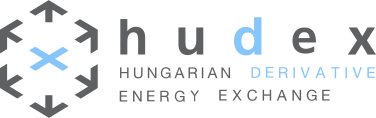 hudex
HUNGARIAN DERIVATIVE
ENERGY EXCHANGE